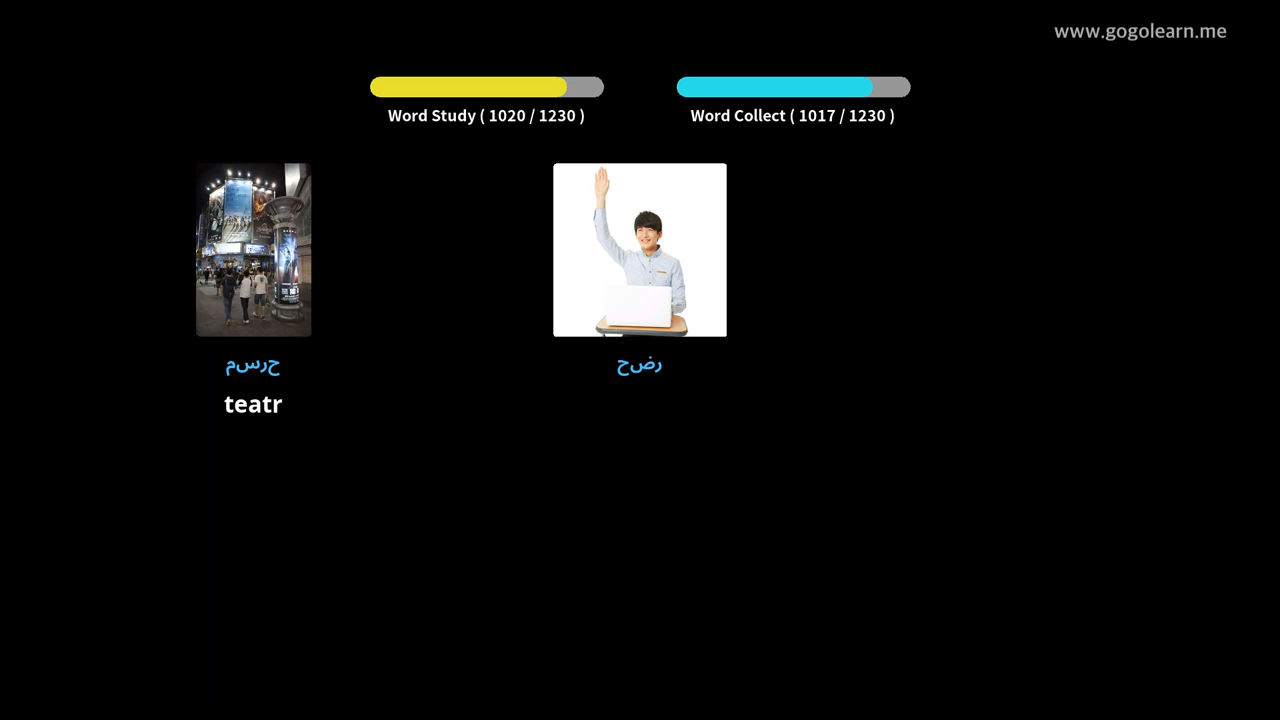 www.gogolearn.me
Word Study ( 1020 / 1230 )
Word Collect ( 1017 / 1230 )
مسرح
حضر
teatr